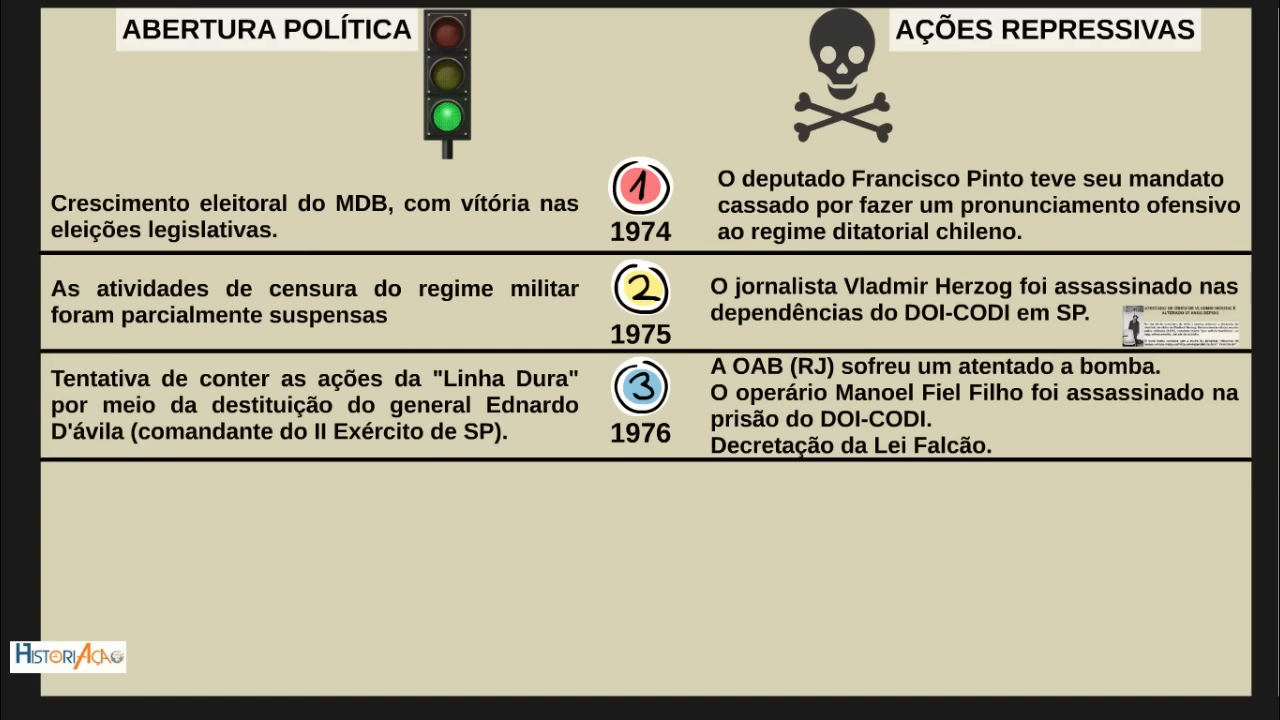 ABERTURA POLÍTICA
AÇÕES REPRESSIVAS
Crescimento eleitoral do MDB, com vítória nas
eleições legislativas.
1
1974
O deputado Francisco Pinto teve seu mandato
cassado por fazer um pronunciamento ofensivo
ao regime ditatorial chileno.
As atividades de censura do regime militar
foram parcialmente suspensas
2
1975
O jornalista Vladmir Herzog foi assassinado nas
dependências do DOI-CODI em SP.
Tentativa de conter as ações da "Linha Dura"
por meio da destituição do general Ednardo
D'ávila (comandante do II Exército de SP).
3
1976
A OAB (RJ) sofreu um atentado a bomba.
O operário Manoel Fiel Filho foi assassinado na
prisão do DOI-CODI.
Decretação da Lei Falcão.
HISTORIAÇÃO